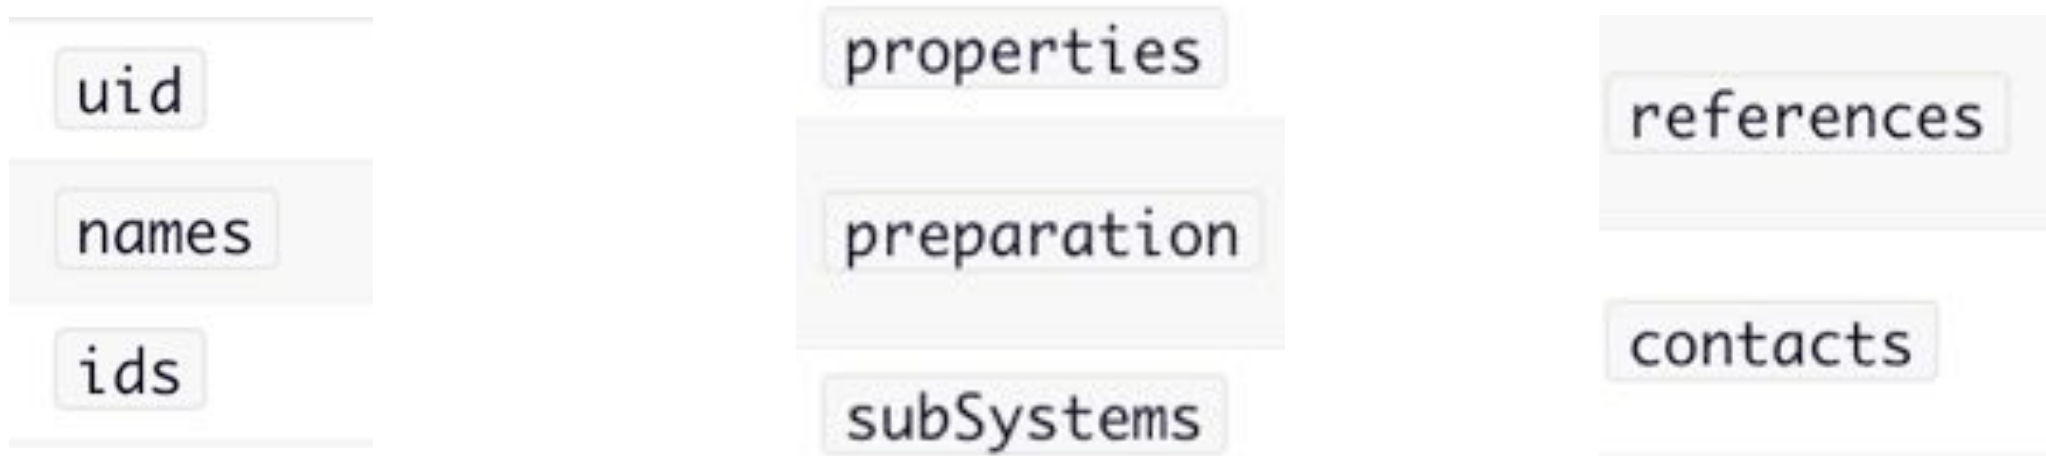 uid
names
ids
properties
preparation
subSystems
references
contacts